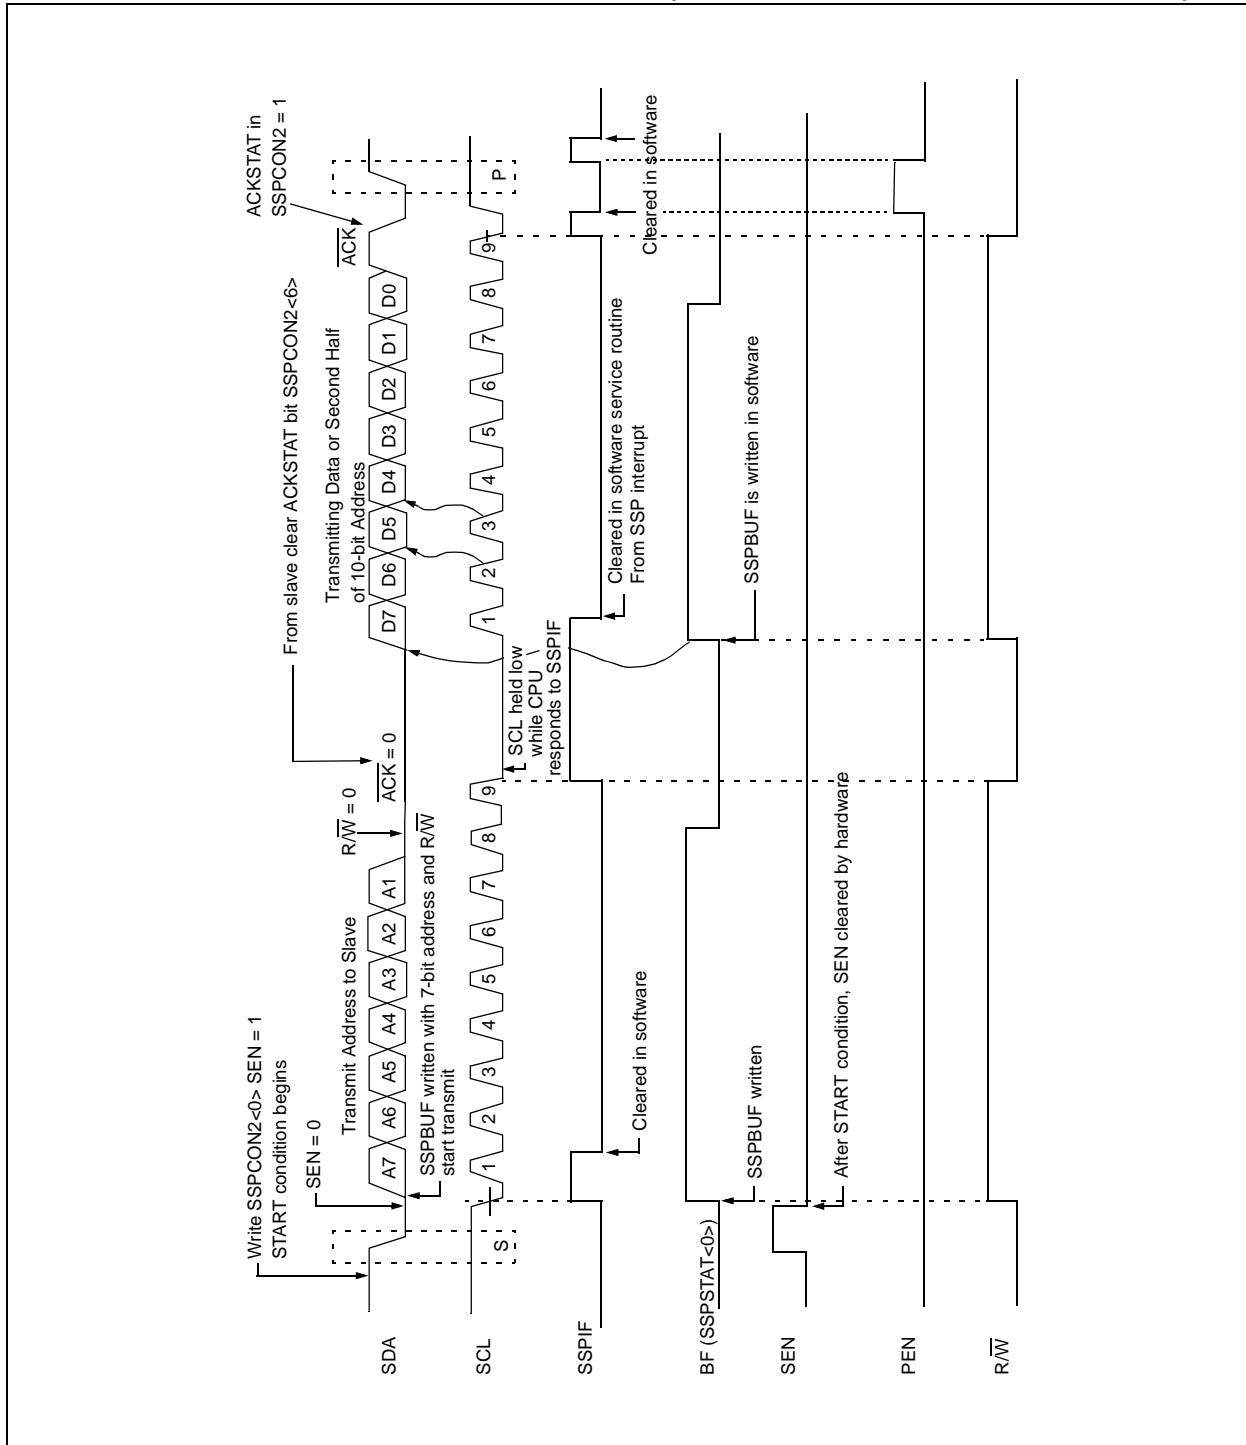 Write SSPCON2<0> SEN = 1
START condition begins
SEN = 0
Transmit Address to Slave
R/W = 0
From slave clear ACKSTAT bit SSPCON2<6>
ACK = 0
Transmitting Data or Second Half
of 10-bit Address
ACK
ACKSTAT in
SSPCON2 = 1
SDA
A7 A6 A5 A4 A3 A2 A1
D7 D6 D5 D4 D3 D2 D1 D0
SSPBUF written with 7-bit address and R/W
start transmit
SCL
S
1 2 3 4 5 6 7 8 9
1 2 3 4 5 6 7 8 9
P
SCL held low
while CPU
responds to SSPIF
SSPIF
Cleared in software
Cleared in software service routine
From SSP interrupt
Cleared in software
Cleared in software
BF (SSPSTAT<0>)
SSPBUF written
SSPBUF is written in software
SEN
After START condition, SEN cleared by hardware
PEN
R/W